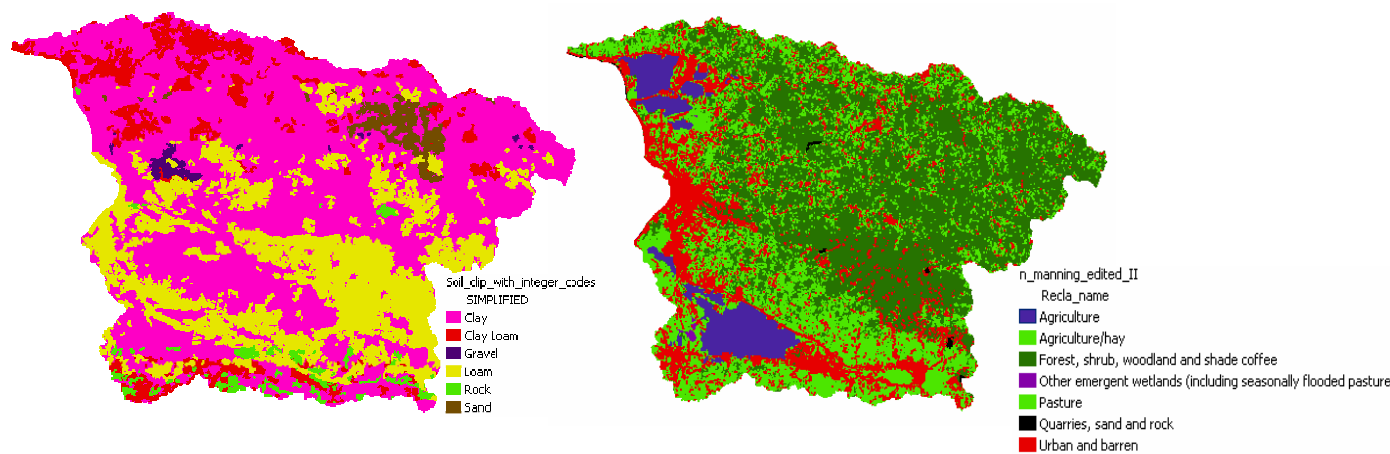 Soil_clip_with_integer_codes
SIMPLIFIED
Clay
Clay Loam
Gravel
Loam
Rock
Sand
n_manning_edited_II
Recla_name
Agriculture
Agriculture/hay
Forest, shrub, woodland and shade coffee
Other emergent wetlands (including seasonally flooded pasture
Pasture
Quarries, sand and rock
Urban and barren